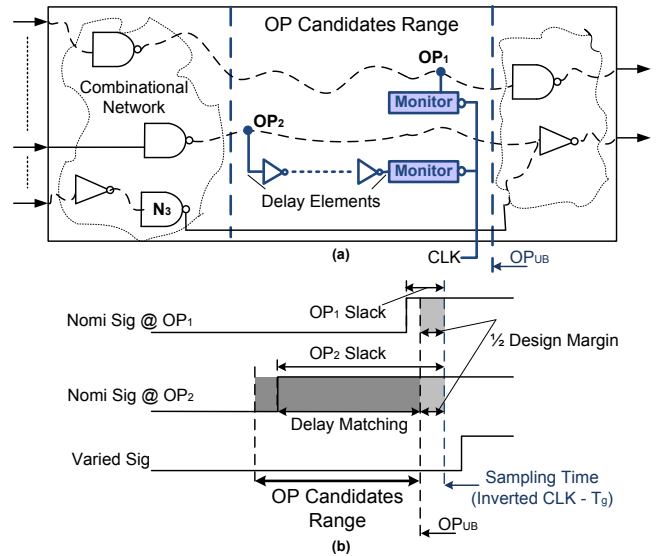 OP Candidates Range
OP1
Combinational
Network
Monitor
OP2
Monitor
Delay Elements
N3
CLK
OPUB
(a)
OP1 Slack
Nomi Sig @ OP1
½ Design Margin
OP2 Slack
Nomi Sig @ OP2
Delay Matching
Varied Sig
Sampling Time
(Inverted CLK - Tg)
OP Candidates
Range
OPUB
(b)